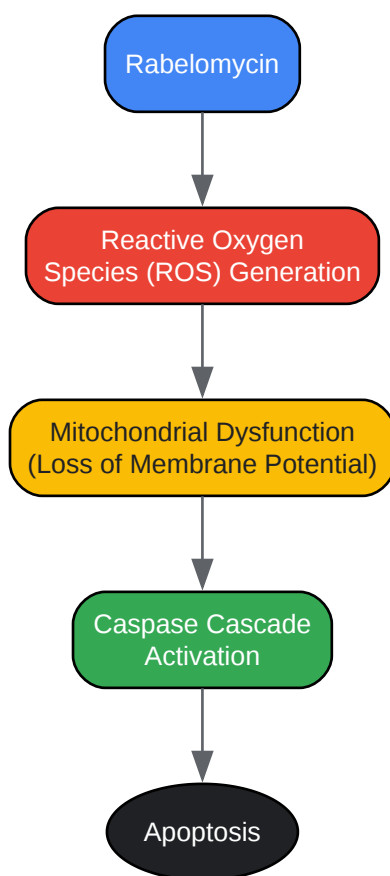 Rabelomycin
Reactive Oxygen
Species (ROS) Generation
Mitochondrial Dysfunction
(Loss of Membrane Potential)
Caspase Cascade
Activation
Apoptosis